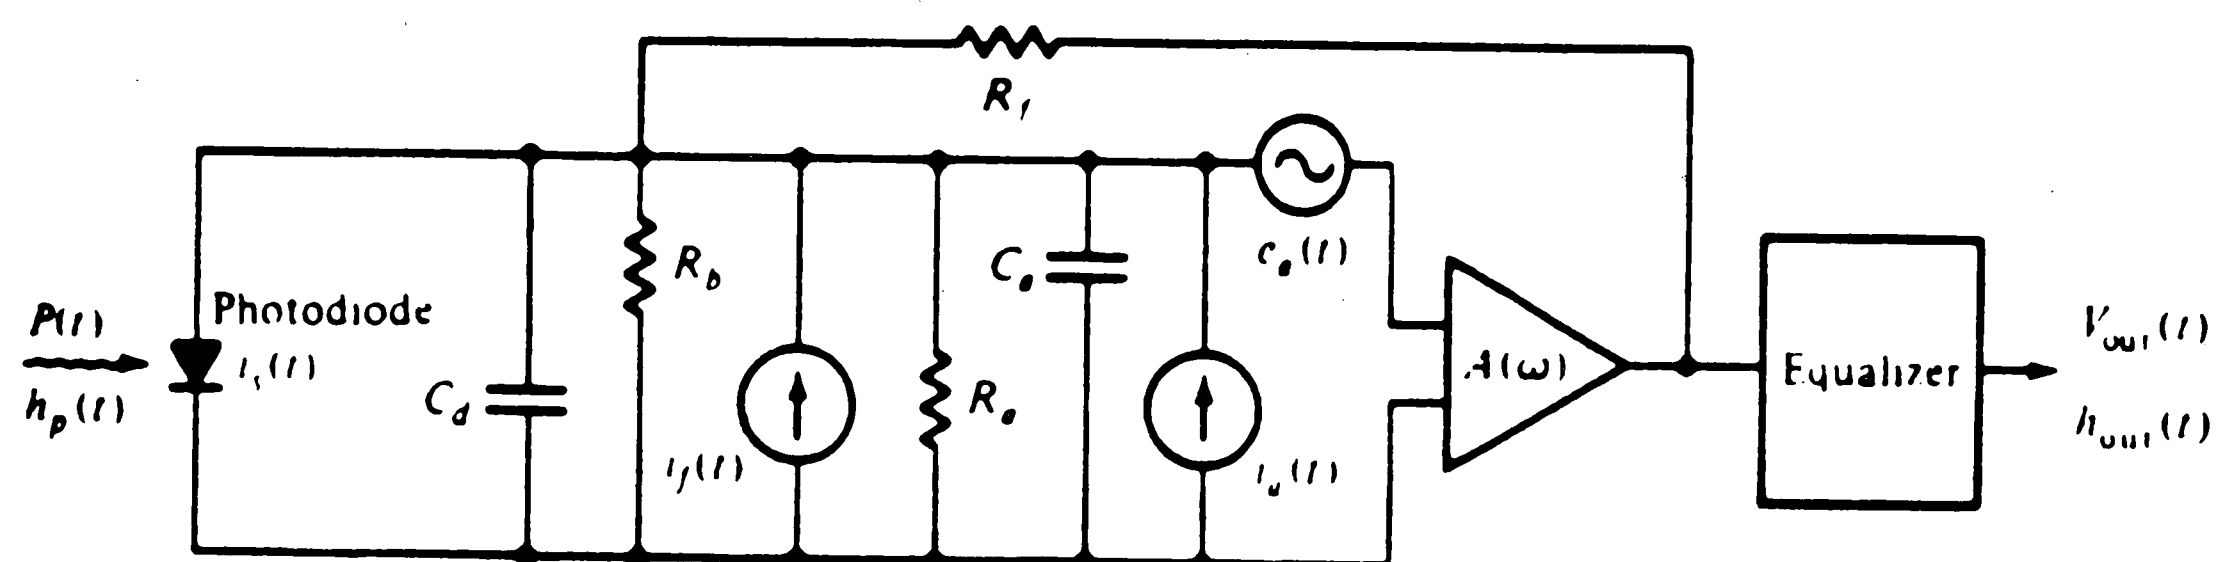 R_f
R_b
C_a
e_a(t)
P(t)
Photodiode
i_s(t)
h_p(t)
C_d
i_f(t)
R_a
i_a(t)
A(ω)
Equalizer
V_out(t)
h_out(t)